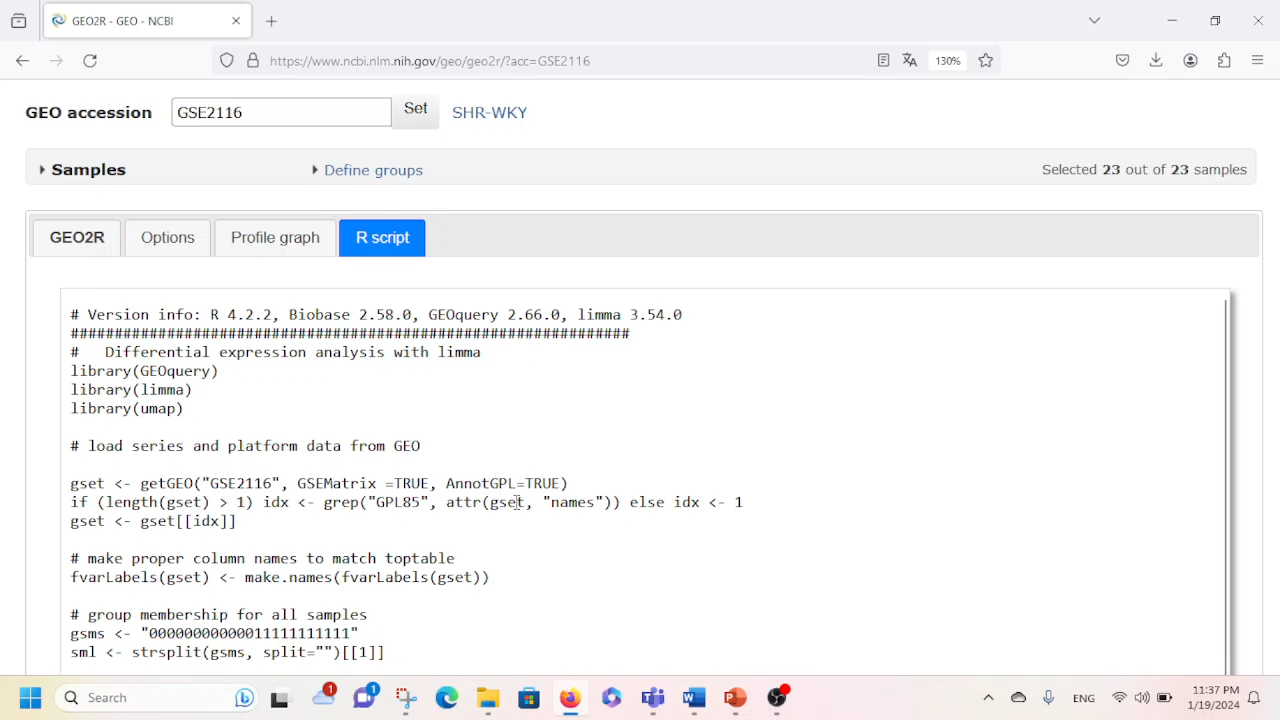 GEO2R - GEO - NCBI
https://www.ncbi.nlm.nih.gov/geo/geo2r/?acc=GSE2116
130%
GEO accession GSE2116 Set SHR-WKY
Samples Define groups Selected 23 out of 23 samples
GEO2R Options Profile graph R script
# Version info: R 4.2.2, Biobase 2.58.0, GEOquery 2.66.0, limma 3.54.0
################################################################
#   Differential expression analysis with limma
library(GEOquery)
library(limma)
library(umap)
# load series and platform data from GEO
gset <- getGEO("GSE2116", GSEMatrix =TRUE, AnnotGPL=TRUE)
if (length(gset) > 1) idx <- grep("GPL85", attr(gset, "names")) else idx <- 1
gset <- gset[[idx]]
# make proper column names to match toptable
fvarLabels(gset) <- make.names(fvarLabels(gset))
# group membership for all samples
gsms <- "00000000000011111111111"
sml <- strsplit(gsms, split="")[[1]]
Search
1
1
ENG
11:37 PM
1/19/2024